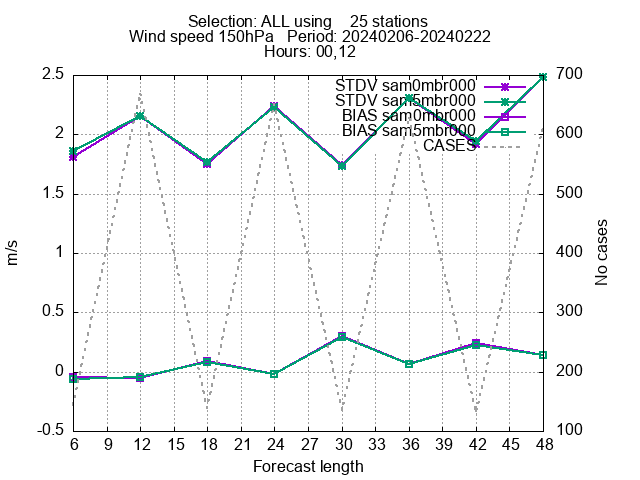 Selection: ALL using 25 stations
Wind speed 150hPa Period: 20240206-20240222
Hours: 00,12
STDV sam0mbr000
STDV sam5mbr000
BIAS sam0mbr000
BIAS sam5mbr000
CASES
2.5
2
1.5
1
0.5
0
-0.5
m/s
700
600
500
400
300
200
100
No cases
6 9 12 15 18 21 24 27 30 33 36 39 42 45 48
Forecast length